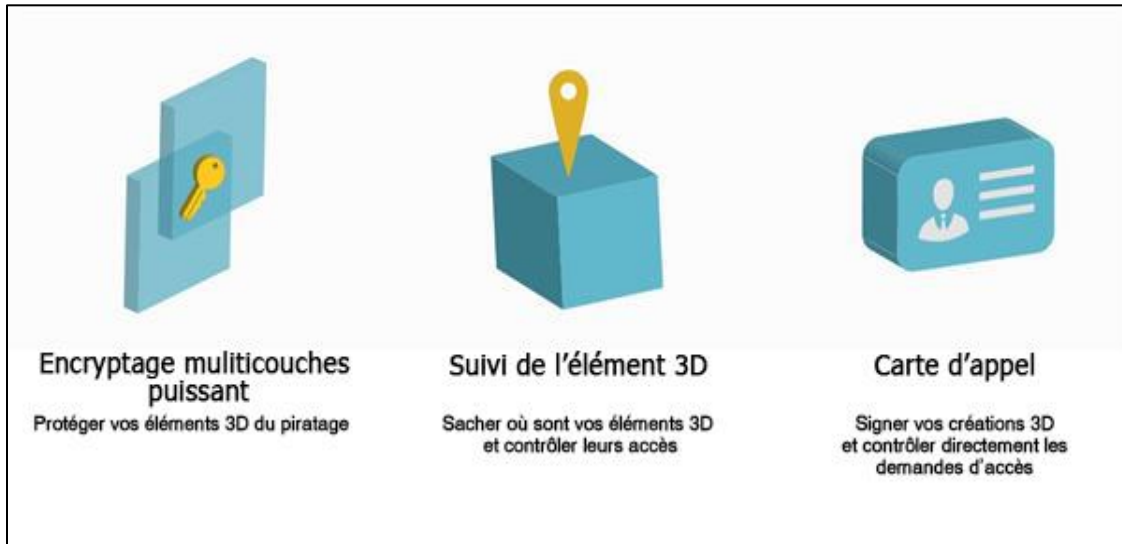 Encryptage muliticouches
puissant
Protéger vos éléments 3D du piratage
Suivi de l'élément 3D
Sacher où sont vos éléments 3D
et contrôler leurs accès
Carte d'appel
Signer vos créations 3D
et contrôler directement les
demandes d'accès